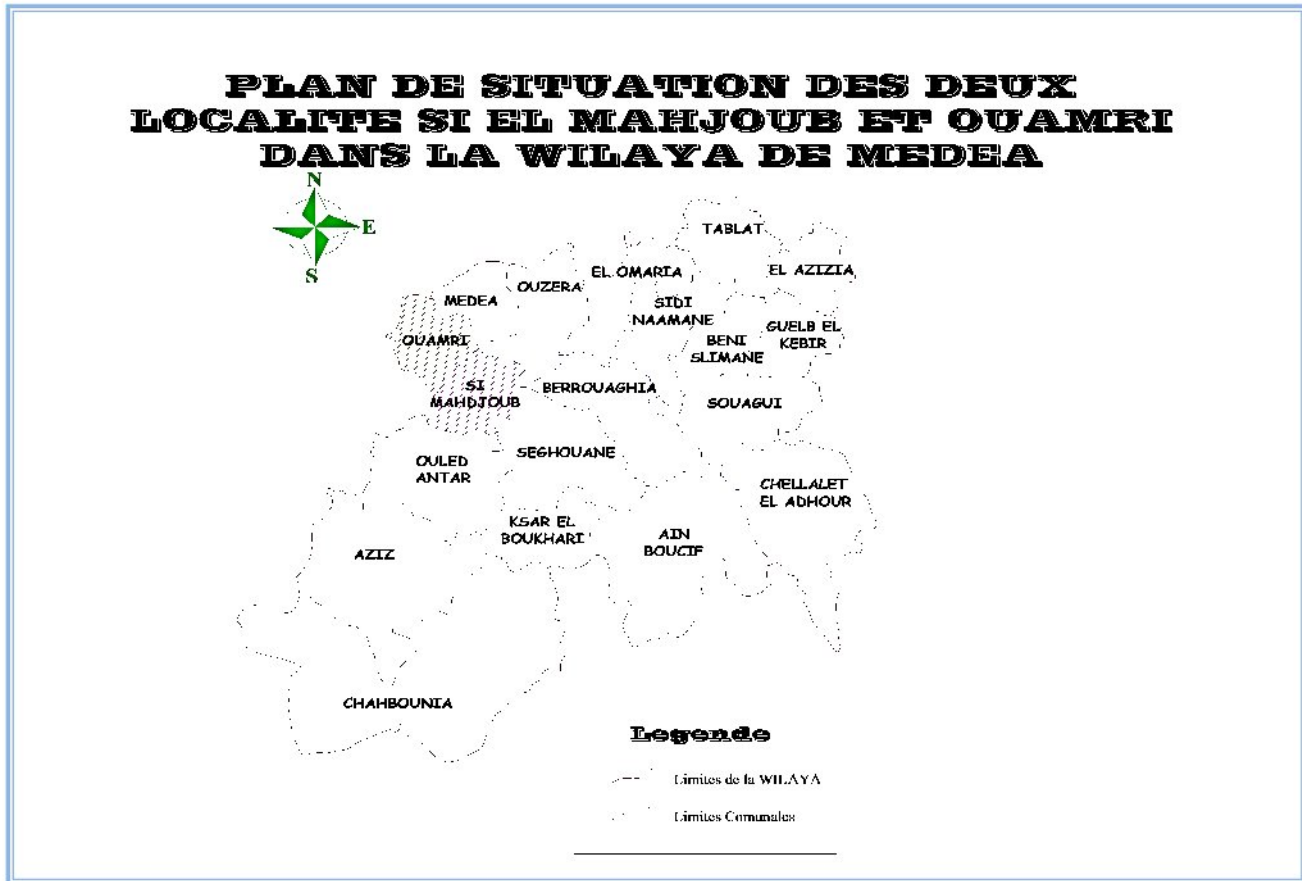 PLAN DE SITUATION DES DEUX
LOCALITE SI EL MAHJOUB ET OUAMRI
DANS LA WILAYA DE MEDEA
N
E
S
TABLAT
EL OMARIA
EL AZIZIA
OUZERA
MEDEA
SIDI
NAAMANE
GUELB EL
KEBIR
OUAMRI
BENI
SLIMANE
SI
MAHDJOUB
BERROUAGHIA
SOUAGUI
SEGHOUANE
OULED
ANTAR
CHELLALET
EL ADHOUR
KSAR EL
BOUKHARI
AIN
BOUCIF
AZIZ
CHAHBOUNIA
Legende
Limites de la WILAYA
Limites Comunales